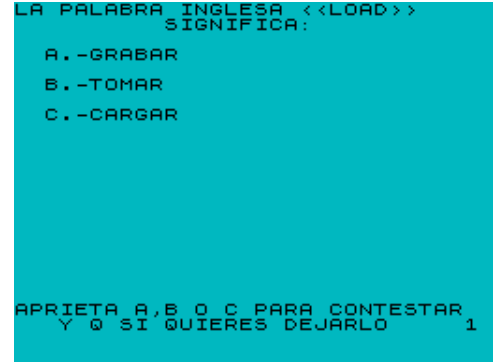 LA PALABRA INGLESA <<LOAD>>
SIGNIFICA:
A.-GRABAR
B.-TOMAR
C.-CARGAR
APRIETA A,B O C PARA CONTESTAR
Y Q SI QUIERES DEJARLO 1